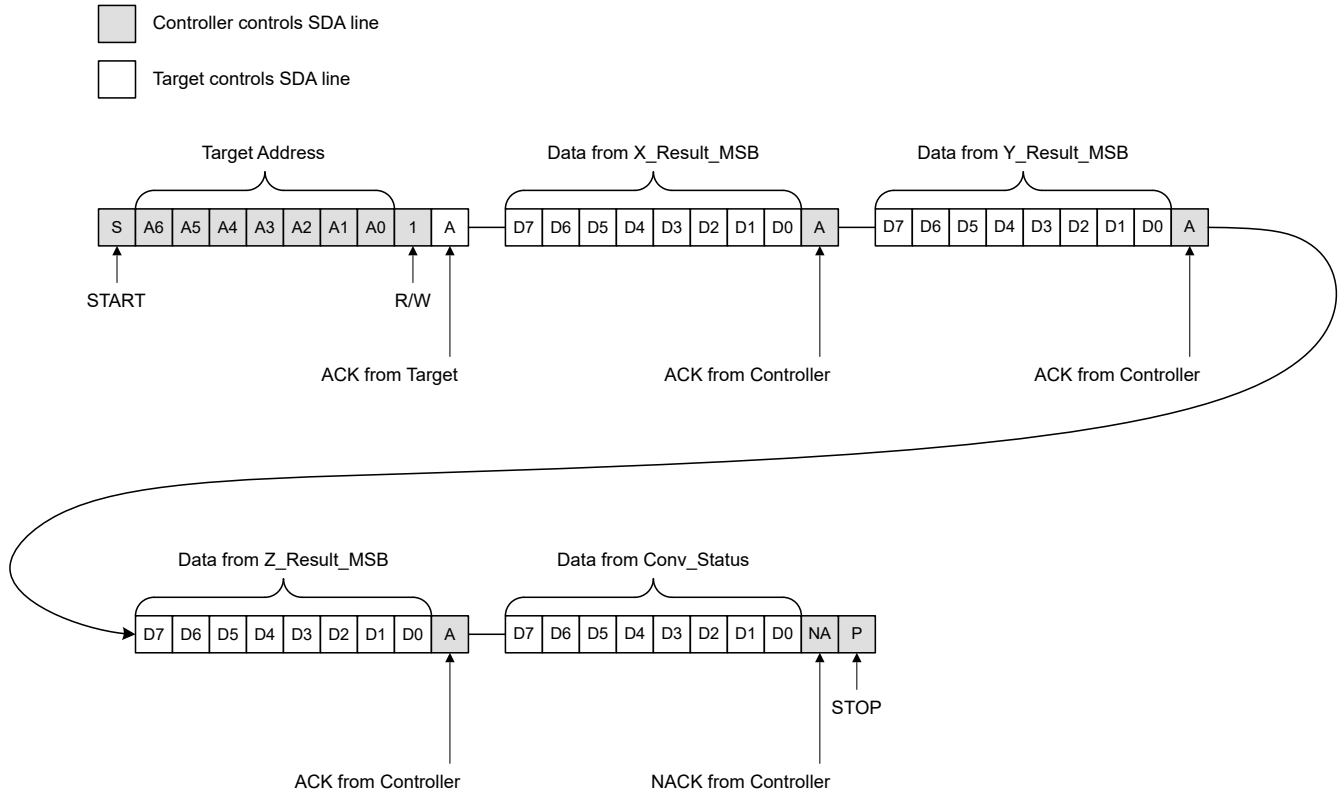 Controller controls SDA line
Target controls SDA line
Target Address
Data from X_Result_MSB
Data from Y_Result_MSB
S A6 A5 A4 A3 A2 A1 A0 1 A
D7 D6 D5 D4 D3 D2 D1 D0 A
D7 D6 D5 D4 D3 D2 D1 D0 A
START
R/W
ACK from Target
ACK from Controller
ACK from Controller
Data from Z_Result_MSB
Data from Conv_Status
D7 D6 D5 D4 D3 D2 D1 D0 A
D7 D6 D5 D4 D3 D2 D1 D0 NA P
STOP
ACK from Controller
NACK from Controller